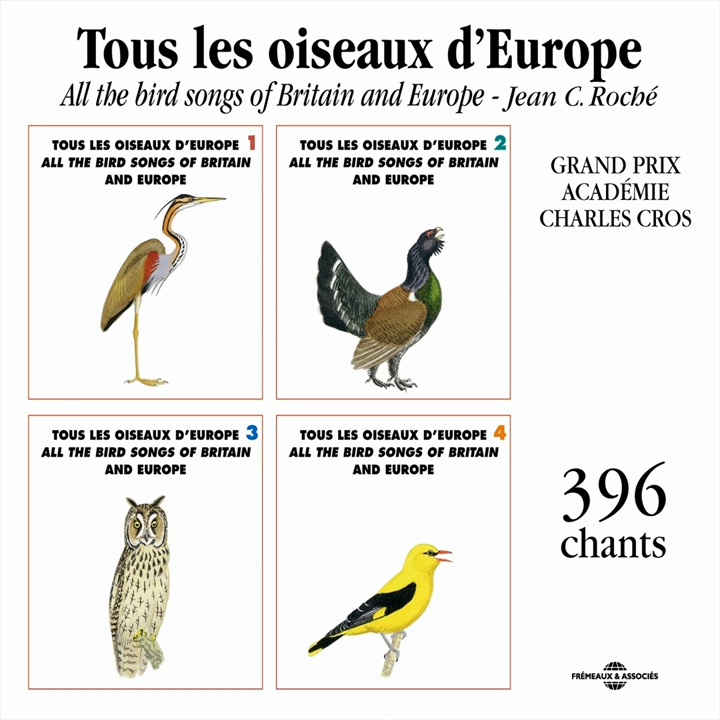 Tous les oiseaux d'Europe
All the bird songs of Britain and Europe - Jean C. Roché
TOUS LES OISEAUX D'EUROPE 1
ALL THE BIRD SONGS OF BRITAIN
AND EUROPE
TOUS LES OISEAUX D'EUROPE 2
ALL THE BIRD SONGS OF BRITAIN
AND EUROPE
GRAND PRIX
ACADÉMIE
CHARLES CROS
TOUS LES OISEAUX D'EUROPE 3
ALL THE BIRD SONGS OF BRITAIN
AND EUROPE
TOUS LES OISEAUX D'EUROPE 4
ALL THE BIRD SONGS OF BRITAIN
AND EUROPE
396
chants
FRÉMEAUX & ASSOCIÉS